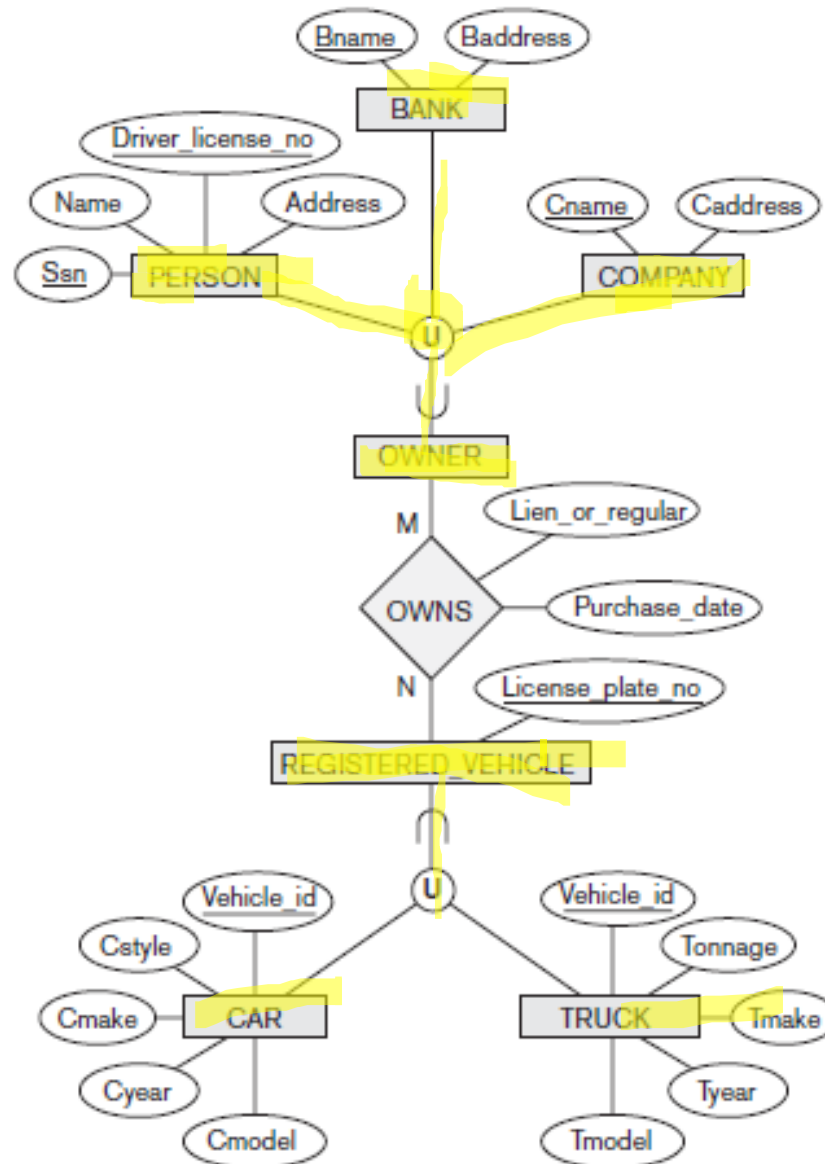 Bname
Baddress
BANK
Driver_license_no
Name
Address
Cname
Caddress
Ssn
PERSON
COMPANY
U
OWNER
M
Lien_or_regular
OWNS
Purchase_date
N
License_plate_no
REGISTERED_VEHICLE
U
Vehicle_id
Vehicle_id
Cstyle
Tonnage
Cmake
CAR
TRUCK
Tmake
Cyear
Tyear
Cmodel
Tmodel